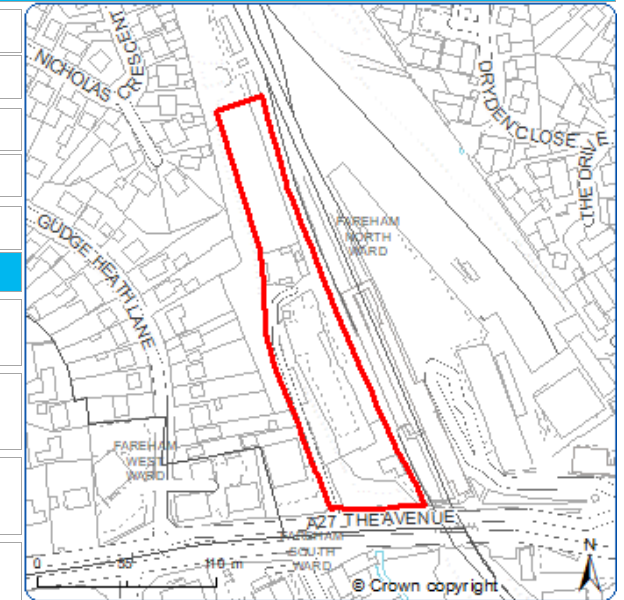 CRESCENT
NICHOLAS
DRYDEN CLOSE
THE DRIVE
FAREHAM
NORTH
WARD
GUDGE HEATH LANE
FAREHAM
WEST
WARD
A27 THE AVENUE
FAREHAM
SOUTH
WARD
0 55 110 m
N
© Crown copyright